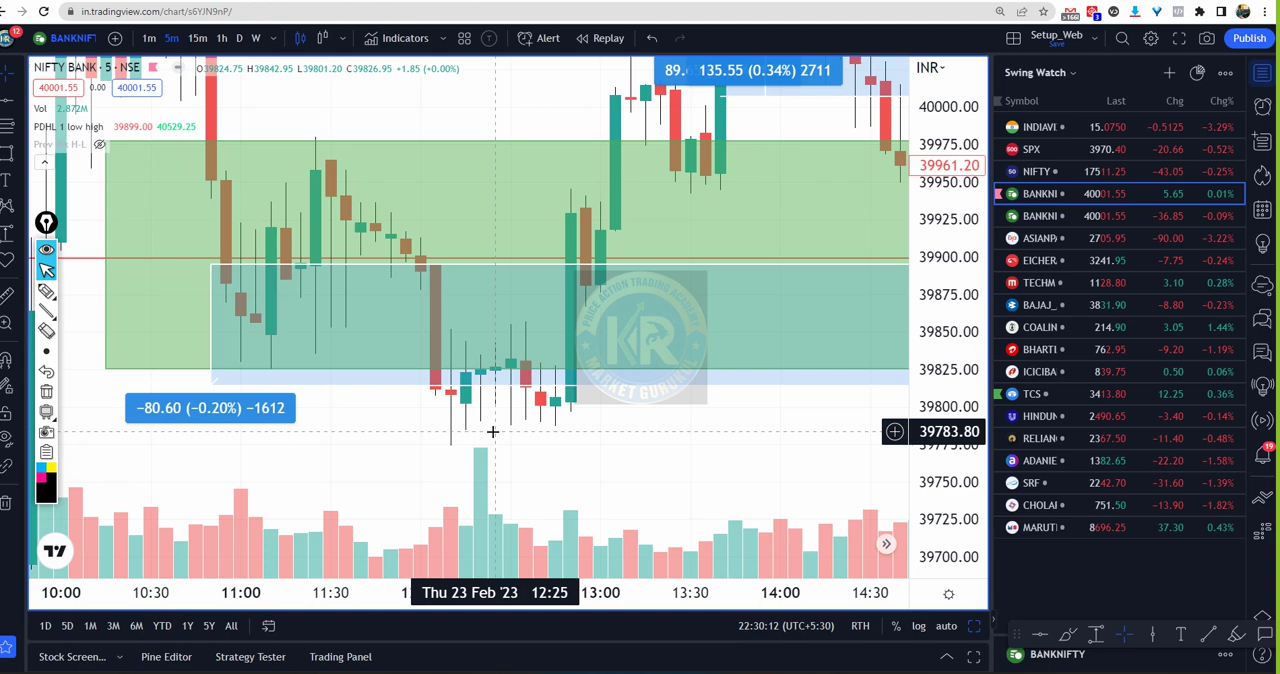 in.tradingview.com/chart/s6YJN9nP/
>166
3
12
BANKNIFT
1m 5m 15m 1h D W
Indicators
Alert
Replay
Setup_Web
Save
Publish
NIFTY BANK · 5 · NSE
O39824.75 H39842.95 L39801.20 C39826.95 +1.85 (+0.00%)
40001.55 0.00 40001.55
Vol 2.872M
PDHL 1 low high 39899.00 40529.25
135.55 (0.34%) 2711
INR
40000.00
39975.00
39961.20
39950.00
39925.00
39900.00
39875.00
39850.00
39825.00
39800.00
39783.80
39750.00
39725.00
39700.00
−80.60 (−0.20%) −1612
PRICE ACTION TRADING ACADEMY
KR
MARKET GURUKUL
10:00 10:30 11:00 11:30 Thu 23 Feb '23 12:25 13:00 13:30 14:00 14:30
1D 5D 1M 3M 6M YTD 1Y 5Y All
22:30:12 (UTC+5:30) RTH % log auto
Stock Screen... Pine Editor Strategy Tester Trading Panel
Swing Watch
Symbol Last Chg Chg%
INDIAVI 15.0750 −0.5125 −3.29%
SPX 3970.40 −20.66 −0.52%
NIFTY 17511.25 −43.05 −0.25%
BANKNI 40001.55 5.65 0.01%
BANKNI 40001.55 −36.85 −0.09%
ASIANP 2705.95 −90.00 −3.22%
EICHER 3241.95 −7.75 −0.24%
TECHM 1128.80 3.10 0.28%
BAJAJ_ 3831.90 −8.80 −0.23%
COALIN 214.90 3.05 1.44%
BHARTI 762.95 −9.20 −1.19%
ICICIBA 839.75 0.50 0.06%
TCS 3413.80 12.25 0.36%
HINDUN 2490.65 −3.40 −0.14%
RELIAN 2367.50 −11.40 −0.48%
ADANIE 1382.65 −22.20 −1.58%
SRF 2242.70 −31.60 −1.39%
CHOLA 751.50 −13.90 −1.82%
MARUTI 8696.25 37.30 0.43%
19
BANKNIFTY